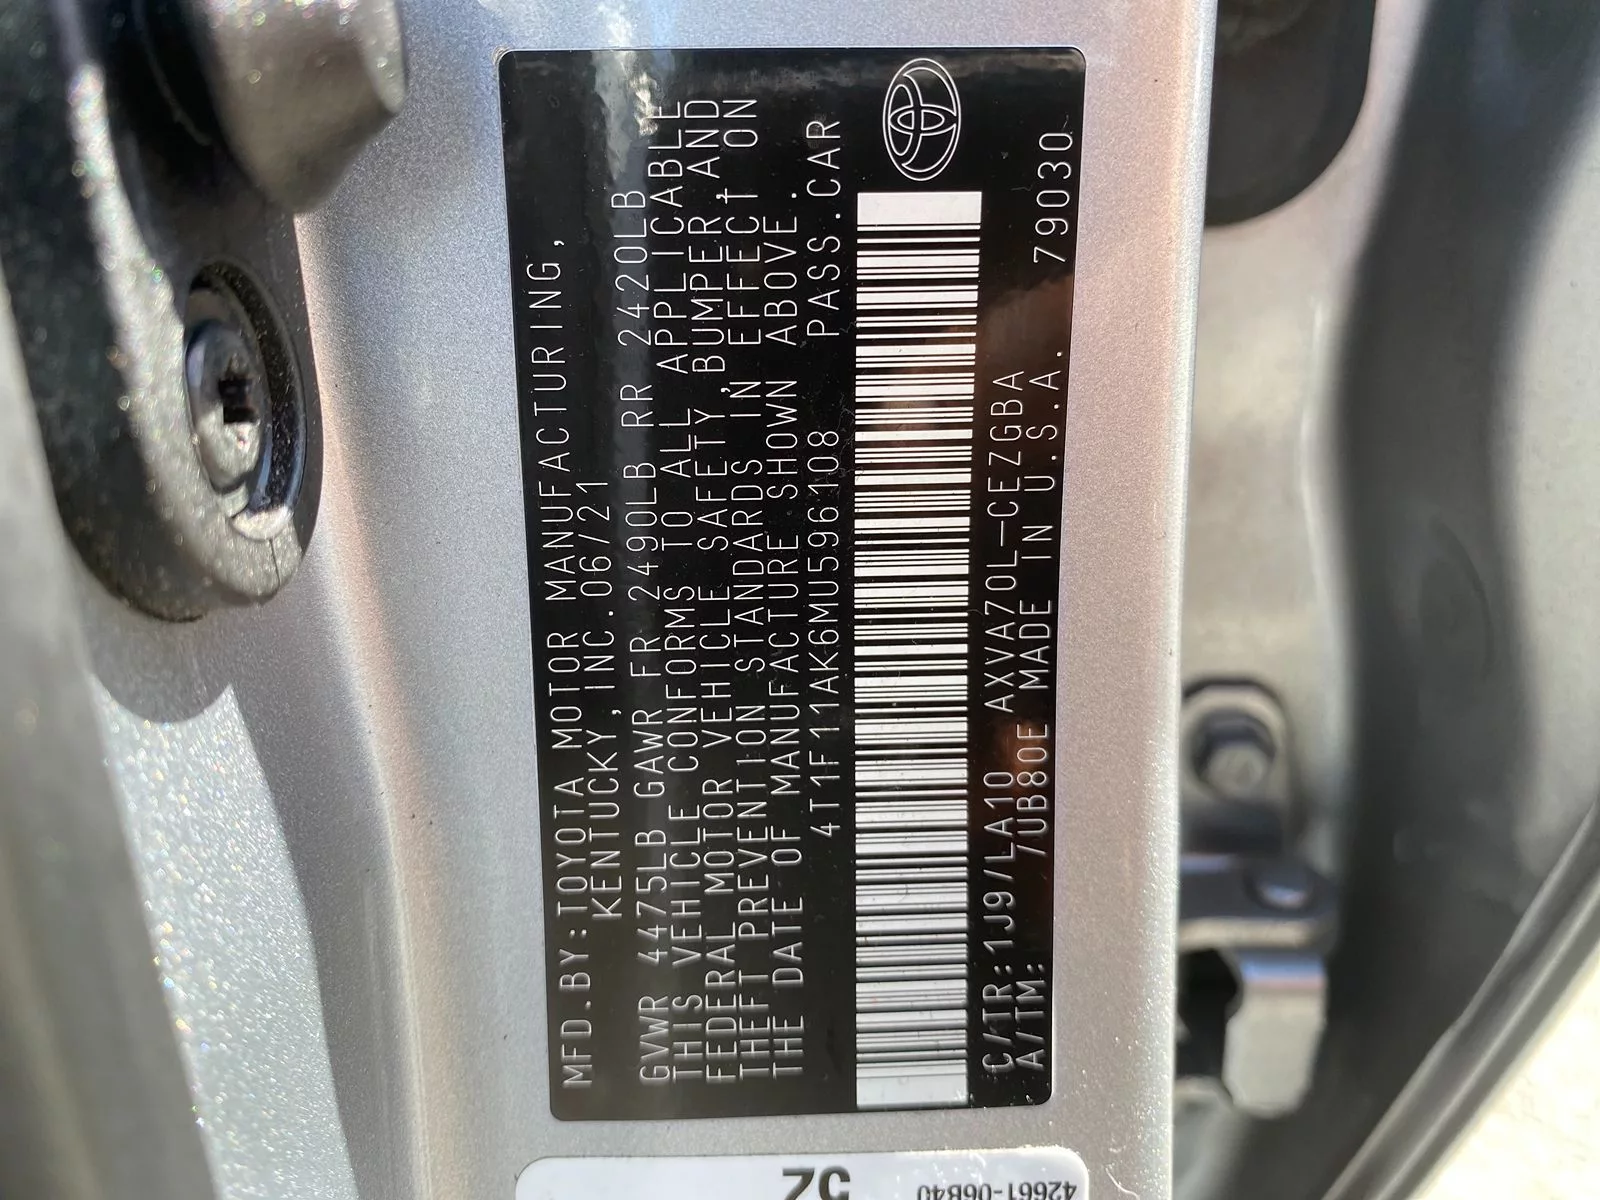 MFD.BY:TOYOTA MOTOR MANUFACTURING,
KENTUCKY,INC.06/21
GVWR 4475LB GAWR FR 2490LB RR 2420LB
THIS VEHICLE CONFORMS TO ALL APPLICABLE
FEDERAL MOTOR VEHICLE SAFETY,BUMPER AND
THEFT PREVENTION STANDARDS IN EFFECT ON
THE DATE OF MANUFACTURE SHOWN ABOVE.
4T1F11AK6MU596108 PASS.CAR
C/TR:1J9/LA10 AXVA70L-CEZGBA
A/TM: 7UB80E MADE IN U.S.A. 79030
42661-06B40